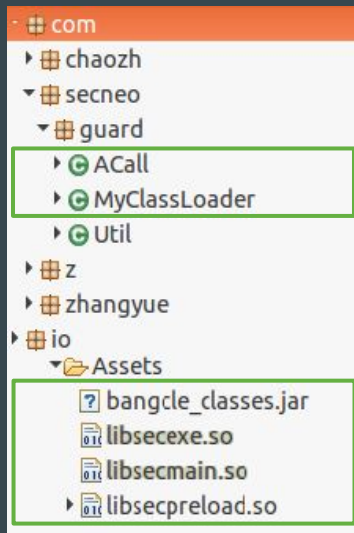 com
chaozh
secneo
guard
ACall
MyClassLoader
Util
z
zhangyue
io
Assets
bangcle_classes.jar
libsecexe.so
libsecmain.so
libsecpreload.so